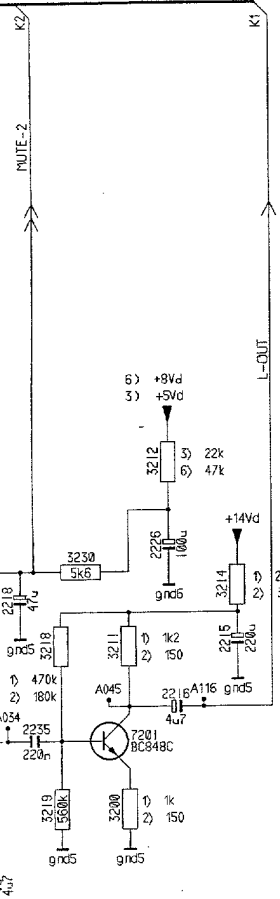 K2
K1
MUTE-2
L-OUT
6) +8Vd
3) +5Vd
3212
3) 22k
6) 47k
+14Vd
3230
5k6
2226
100u
3214
1)
2)
2218
47u
gnd6
gnd5
3218
3211
1) 1k2
2) 150
2215
220u
1) 470k
2) 180k
A045
2216
4u7
A116
gnd5
A034
2235
220n
7201
BC848C
3219
560k
3200
1) 1k
2) 150
gnd5
gnd5
4u7